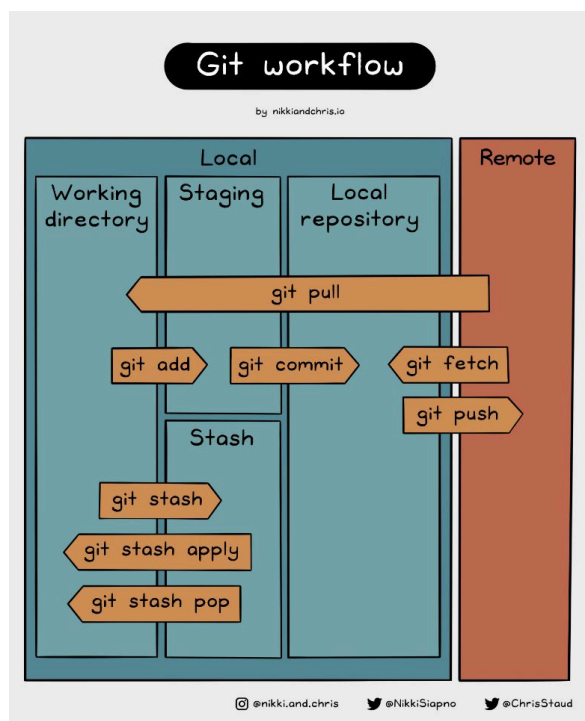 Git workflow
by nikkiandchris.io
Local
Remote
Working
directory
Staging
Local
repository
git pull
git add
git commit
git fetch
git push
Stash
git stash
git stash apply
git stash pop
@nikki.and.chris
@NikkiSiapno
@ChrisStaud